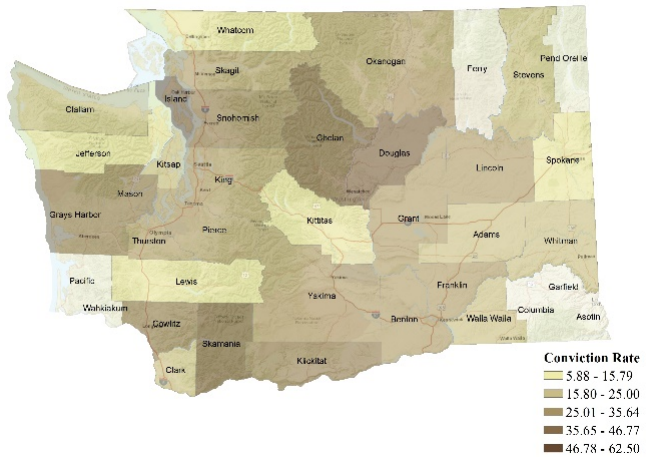 Whatcom
Okanogan
Ferry
Stevens
Pend Oreille
Skagit
Island
Clallam
Snohomish
Chelan
Douglas
Jefferson
Kitsap
Lincoln
Spokane
King
Mason
Grays Harbor
Kittitas
Grant
Adams
Whitman
Thurston
Pierce
Pacific
Lewis
Yakima
Franklin
Garfield
Wahkiakum
Cowlitz
Benton
Walla Walla
Columbia
Asotin
Skamania
Klickitat
Clark
Conviction Rate
5.88 - 15.79
15.80 - 25.00
25.01 - 35.64
35.65 - 46.77
46.78 - 62.50